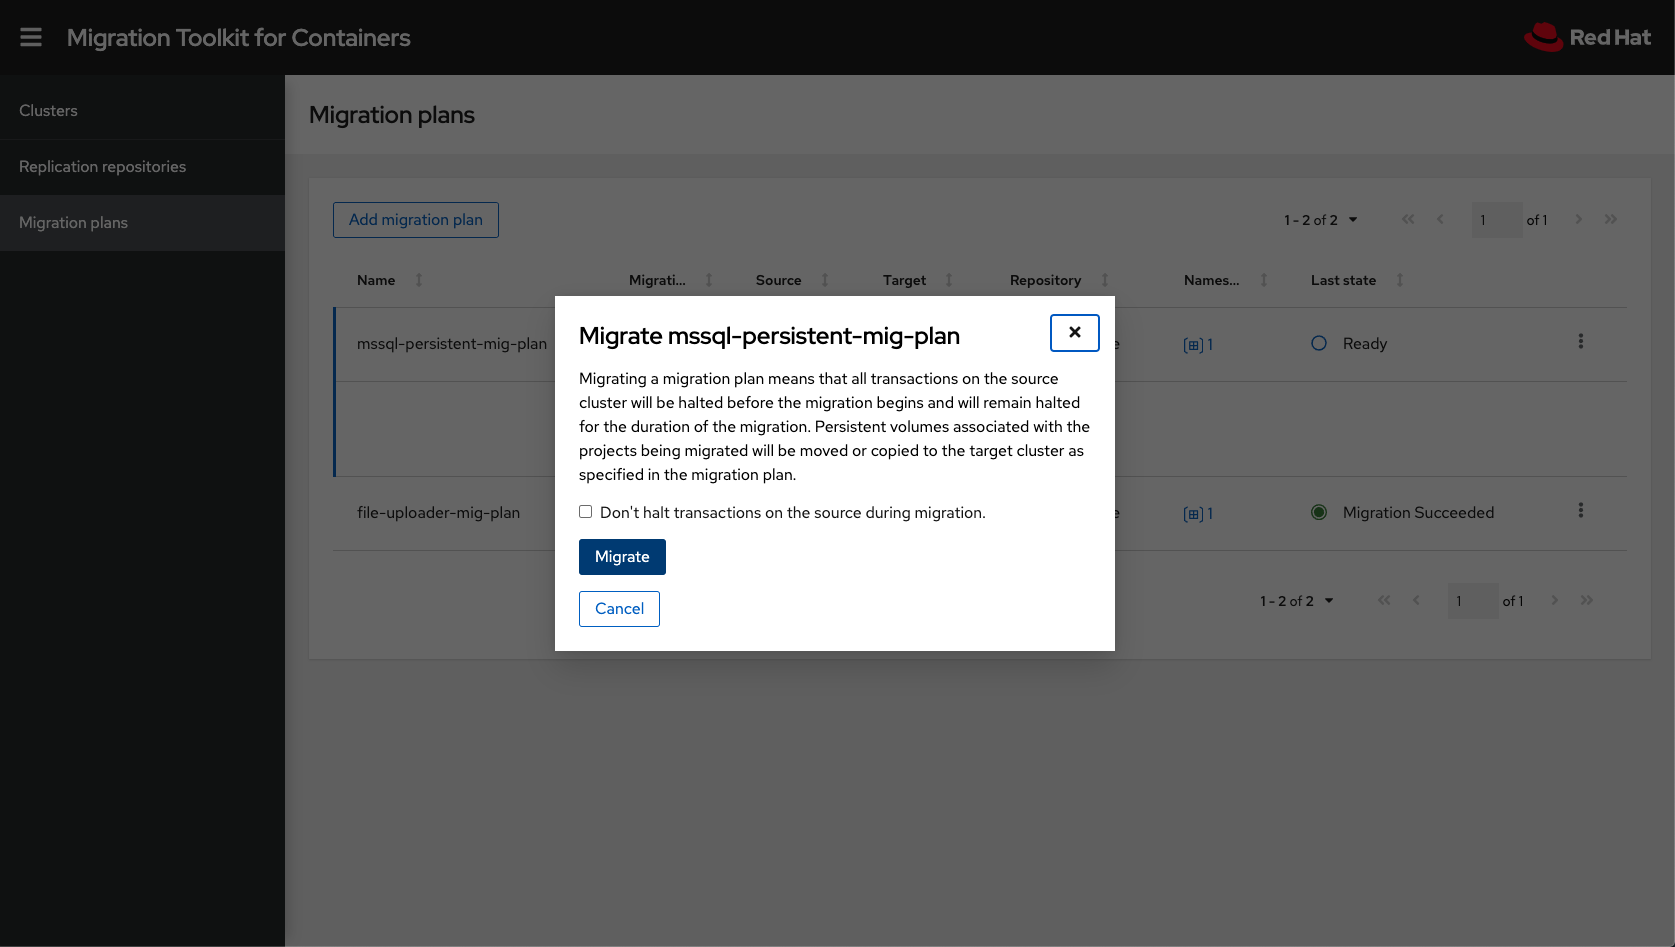 Migration Toolkit for Containers
Red Hat
Clusters
Replication repositories
Migration plans
Migration plans
Add migration plan
1 - 2 of 2
1 of 1
Name Migrati... Source Target Repository Names... Last state
mssql-persistent-mig-plan
1 Ready
Migrate mssql-persistent-mig-plan
Migrating a migration plan means that all transactions on the source
cluster will be halted before the migration begins and will remain halted
for the duration of the migration. Persistent volumes associated with the
projects being migrated will be moved or copied to the target cluster as
specified in the migration plan.
Don't halt transactions on the source during migration.
Migrate
Cancel
file-uploader-mig-plan
1 Migration Succeeded
1 - 2 of 2
1 of 1